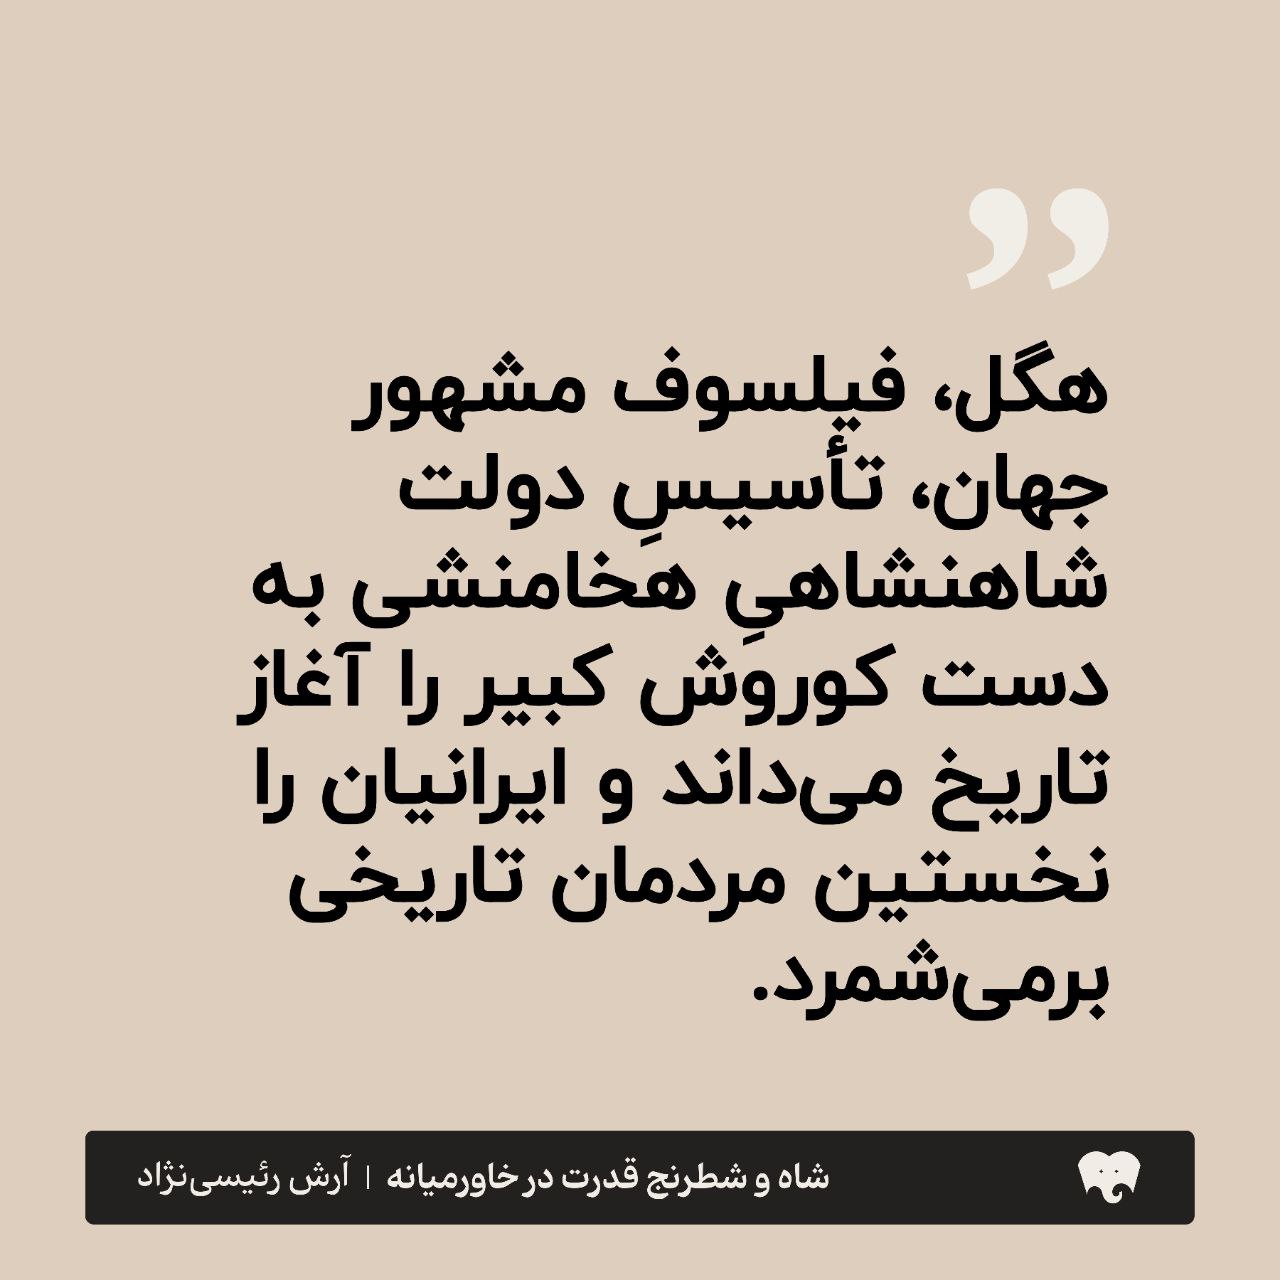 ”
هگل، فیلسوف مشهور
جهان، تأسیسِ دولت
شاهنشاهیِ هخامنشی به
دست کوروش کبیر را آغاز
تاریخ می‌داند و ایرانیان را
نخستین مردمان تاریخی
برمی‌شمرد.
شاه و شطرنج قدرت در خاورمیانه | آرش رئیسی‌نژاد